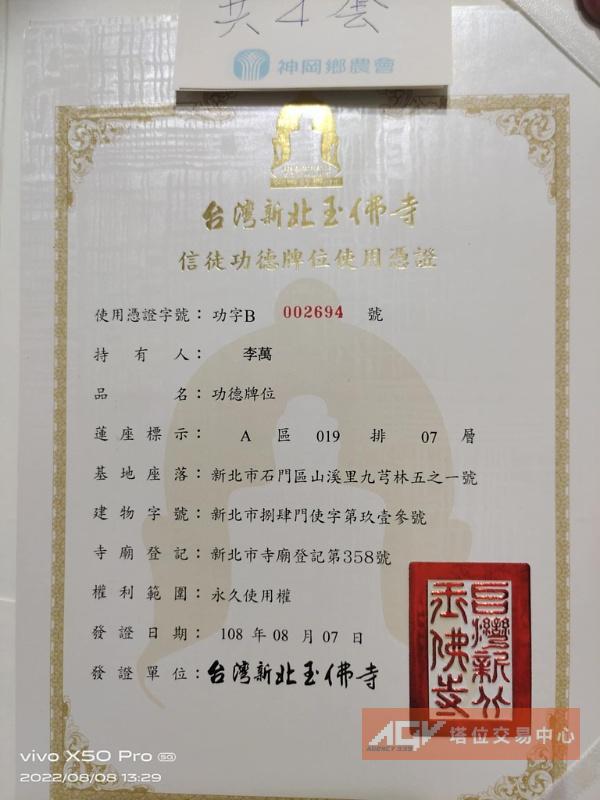 共4套
神岡鄉農會
台灣新北玉佛寺
信徒功德牌位使用憑證
使用憑證字號：功字B 002694 號
持有人： 李萬
品名：功德牌位
蓮座標示： A 區 019 排 07 層
基地座落：新北市石門區山溪里九芎林五之一號
建物字號：新北市捌肆門使字第玖壹參號
寺廟登記：新北市寺廟登記第358號
權利範圍：永久使用權
發證日期： 108 年 08 月 07 日
發證單位：台灣新北玉佛寺
台灣新北玉佛寺
AGV 塔位交易中心
AGENCY 339
vivo X50 Pro 5G
2022/08/08 13:29